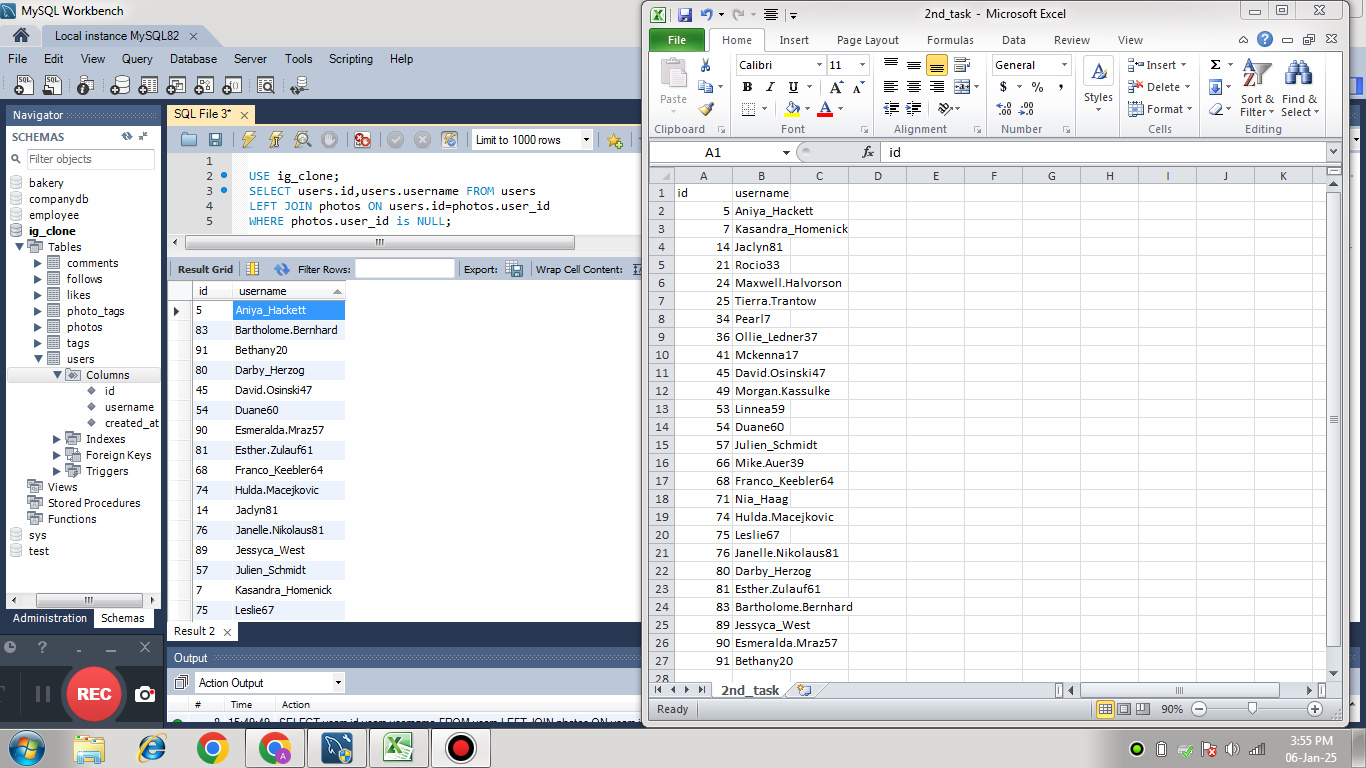 MySQL Workbench
Local instance MySQL82
File Edit View Query Database Server Tools Scripting Help
Navigator
SCHEMAS
Filter objects
bakery
companydb
employee
ig_clone
Tables
comments
follows
likes
photo_tags
photos
tags
users
Columns
id
username
created_at
Indexes
Foreign Keys
Triggers
Views
Stored Procedures
Functions
sys
test
Administration Schemas
SQL File 3*
Limit to 1000 rows
1
2 USE ig_clone;
3 SELECT users.id,users.username FROM users
4 LEFT JOIN photos ON users.id=photos.user_id
5 WHERE photos.user_id is NULL;
Result Grid Filter Rows: Export: Wrap Cell Content:
id username
5 Aniya_Hackett
83 Bartholome.Bernhard
91 Bethany20
80 Darby_Herzog
45 David.Osinski47
54 Duane60
90 Esmeralda.Mraz57
81 Esther.Zulauf61
68 Franco_Keebler64
74 Hulda.Macejkovic
14 Jaclyn81
76 Janelle.Nikolaus81
89 Jessyca_West
57 Julien_Schmidt
7 Kasandra_Homenick
75 Leslie67
Result 2
Output
Action Output
# Time Action
REC
2nd_task - Microsoft Excel
File Home Insert Page Layout Formulas Data Review View
Paste
Clipboard
Calibri 11
B I U
Font
Alignment
General
$ % ,
Number
Styles
Insert
Delete
Format
Cells
Sort & Filter
Find & Select
Editing
A1 fx id
A B C D E F G H I J K
1 id username
2 5 Aniya_Hackett
3 7 Kasandra_Homenick
4 14 Jaclyn81
5 21 Rocio33
6 24 Maxwell.Halvorson
7 25 Tierra.Trantow
8 34 Pearl7
9 36 Ollie_Ledner37
10 41 Mckenna17
11 45 David.Osinski47
12 49 Morgan.Kassulke
13 53 Linnea59
14 54 Duane60
15 57 Julien_Schmidt
16 66 Mike.Auer39
17 68 Franco_Keebler64
18 71 Nia_Haag
19 74 Hulda.Macejkovic
20 75 Leslie67
21 76 Janelle.Nikolaus81
22 80 Darby_Herzog
23 81 Esther.Zulauf61
24 83 Bartholome.Bernhard
25 89 Jessyca_West
26 90 Esmeralda.Mraz57
27 91 Bethany20
28
2nd_task
Ready 90%
3:55 PM
06-Jan-25